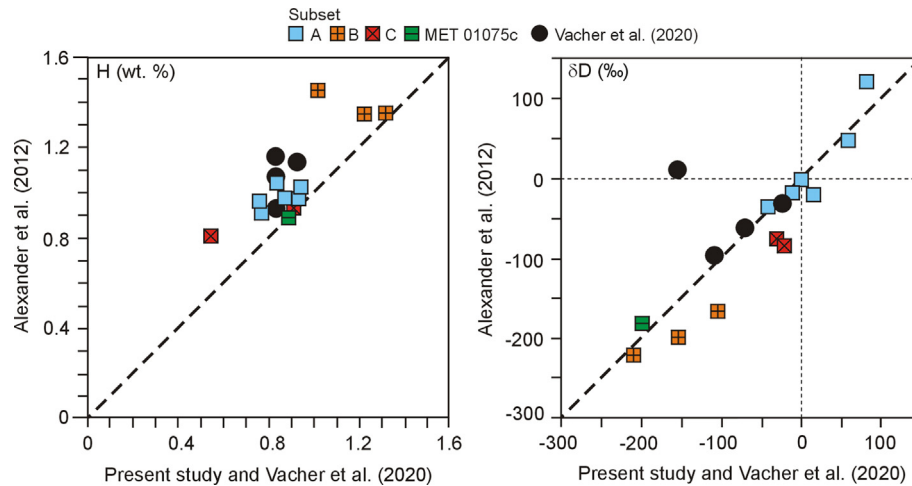 Subset
A B C MET 01075c Vacher et al. (2020)
H (wt. %)
Alexander et al. (2012)
1.6
1.2
0.8
0.4
0
0 0.4 0.8 1.2 1.6
Present study and Vacher et al. (2020)
δD (‰)
Alexander et al. (2012)
100
0
-100
-200
-300
-300 -200 -100 0 100
Present study and Vacher et al. (2020)